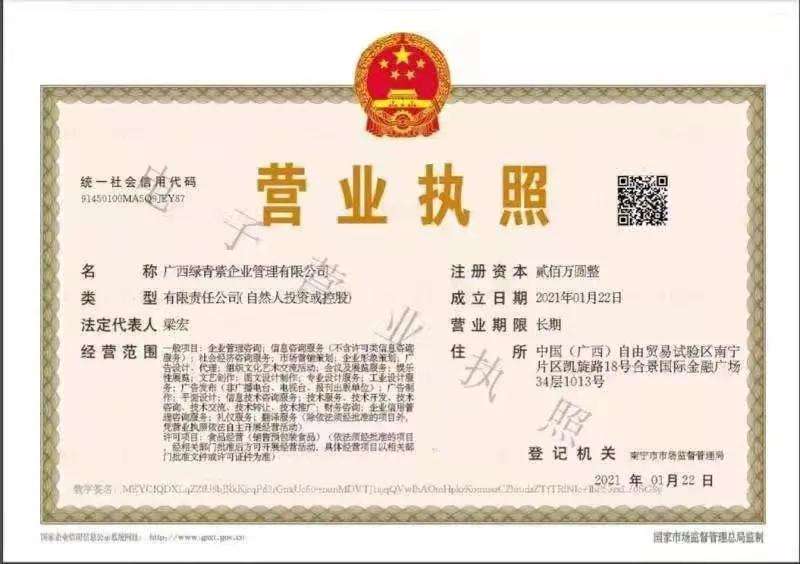 营业执照
统一社会信用代码
名称 广西绿青紫企业管理有限公司
类型 有限责任公司(自然人投资或控股)
法定代表人 梁宏
经营范围 一般项目：企业管理咨询；信息咨询服务（不含许可类信息咨询
服务）；社会经济咨询服务；市场营销策划；企业形象策划；广
告设计、代理；组织文化艺术交流活动；会议及展览服务；娱乐
性展览；文艺创作；图文设计制作；专业设计服务；工业设计服
务；广告发布（非广播电台、电视台、报刊出版单位）；广告制
作；平面设计；信息技术咨询服务；技术服务、技术开发、技术
咨询、技术交流、技术转让、技术推广；财务咨询；企业信用管
理咨询服务；礼仪服务；翻译服务（除依法须经批准的项目外，
凭营业执照依法自主开展经营活动）
许可项目：食品经营（销售预包装食品）（依法须经批准的项目
，经相关部门批准后方可开展经营活动，具体经营项目以相关部
门批准文件或许可证件为准）
注册资本 贰佰万圆整
成立日期 2021年01月22日
营业期限 长期
住所 中国（广西）自由贸易试验区南宁
片区凯旋路18号合景国际金融广场
34层1013号
登记机关 南宁市市场监督管理局
2021 年 01 月 22 日
电子营业执照
数字签名：
国家企业信用信息公示系统网址：http://www.gsxt.gov.cn
国家市场监督管理总局监制